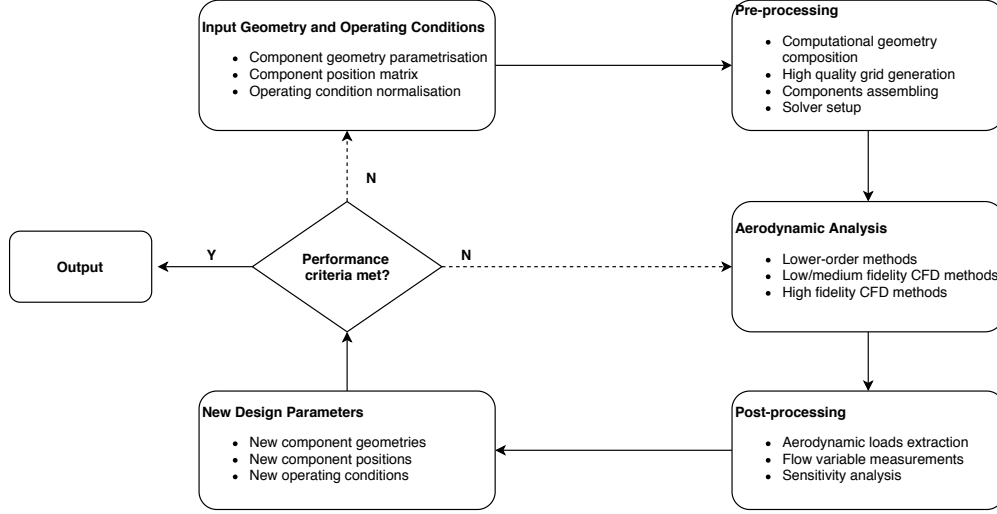 Input Geometry and Operating Conditions
• Component geometry parametrisation
• Component position matrix
• Operating condition normalisation
Pre-processing
• Computational geometry
composition
• High quality grid generation
• Components assembling
• Solver setup
N
Output
Y
Performance
criteria met?
N
Aerodynamic Analysis
• Lower-order methods
• Low/medium fidelity CFD methods
• High fidelity CFD methods
New Design Parameters
• New component geometries
• New component positions
• New operating conditions
Post-processing
• Aerodynamic loads extraction
• Flow variable measurements
• Sensitivity analysis